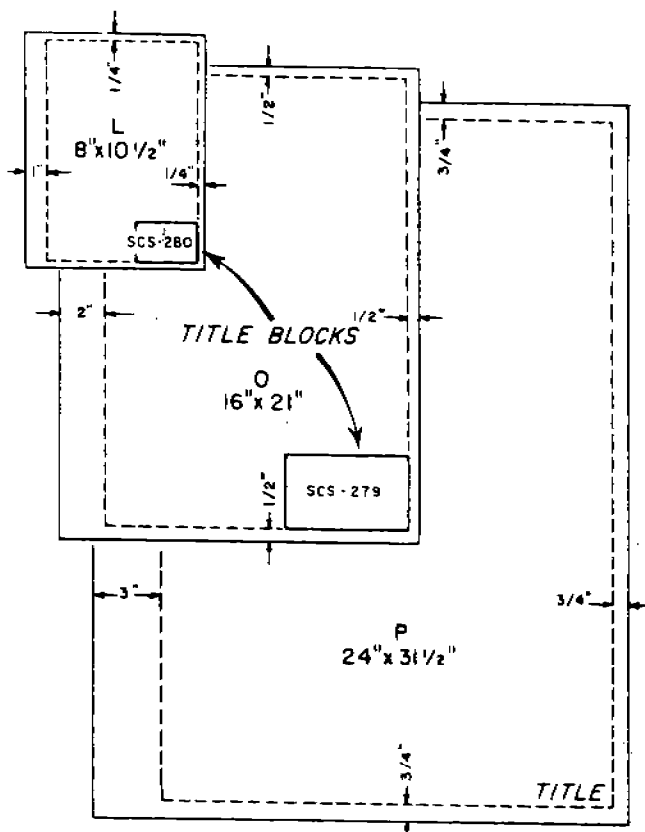 1/4"
L
8"x10 1/2"
1"
1/4"
SCS-280
1/2"
3/4"
2"
1/2"
TITLE BLOCKS
O
16"x 21"
1/2"
SCS-279
3"
3/4"
P
24"x 31 1/2"
3/4"
TITLE